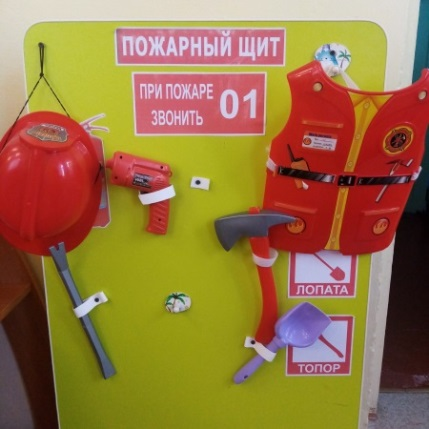 ПОЖАРНЫЙ ЩИТ
ПРИ ПОЖАРЕ
ЗВОНИТЬ
01
ЛОПАТА
ТОПОР